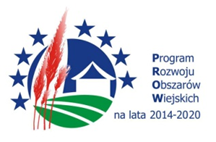 Program
Rozwoju
Obszarów
Wiejskich
na lata 2014-2020